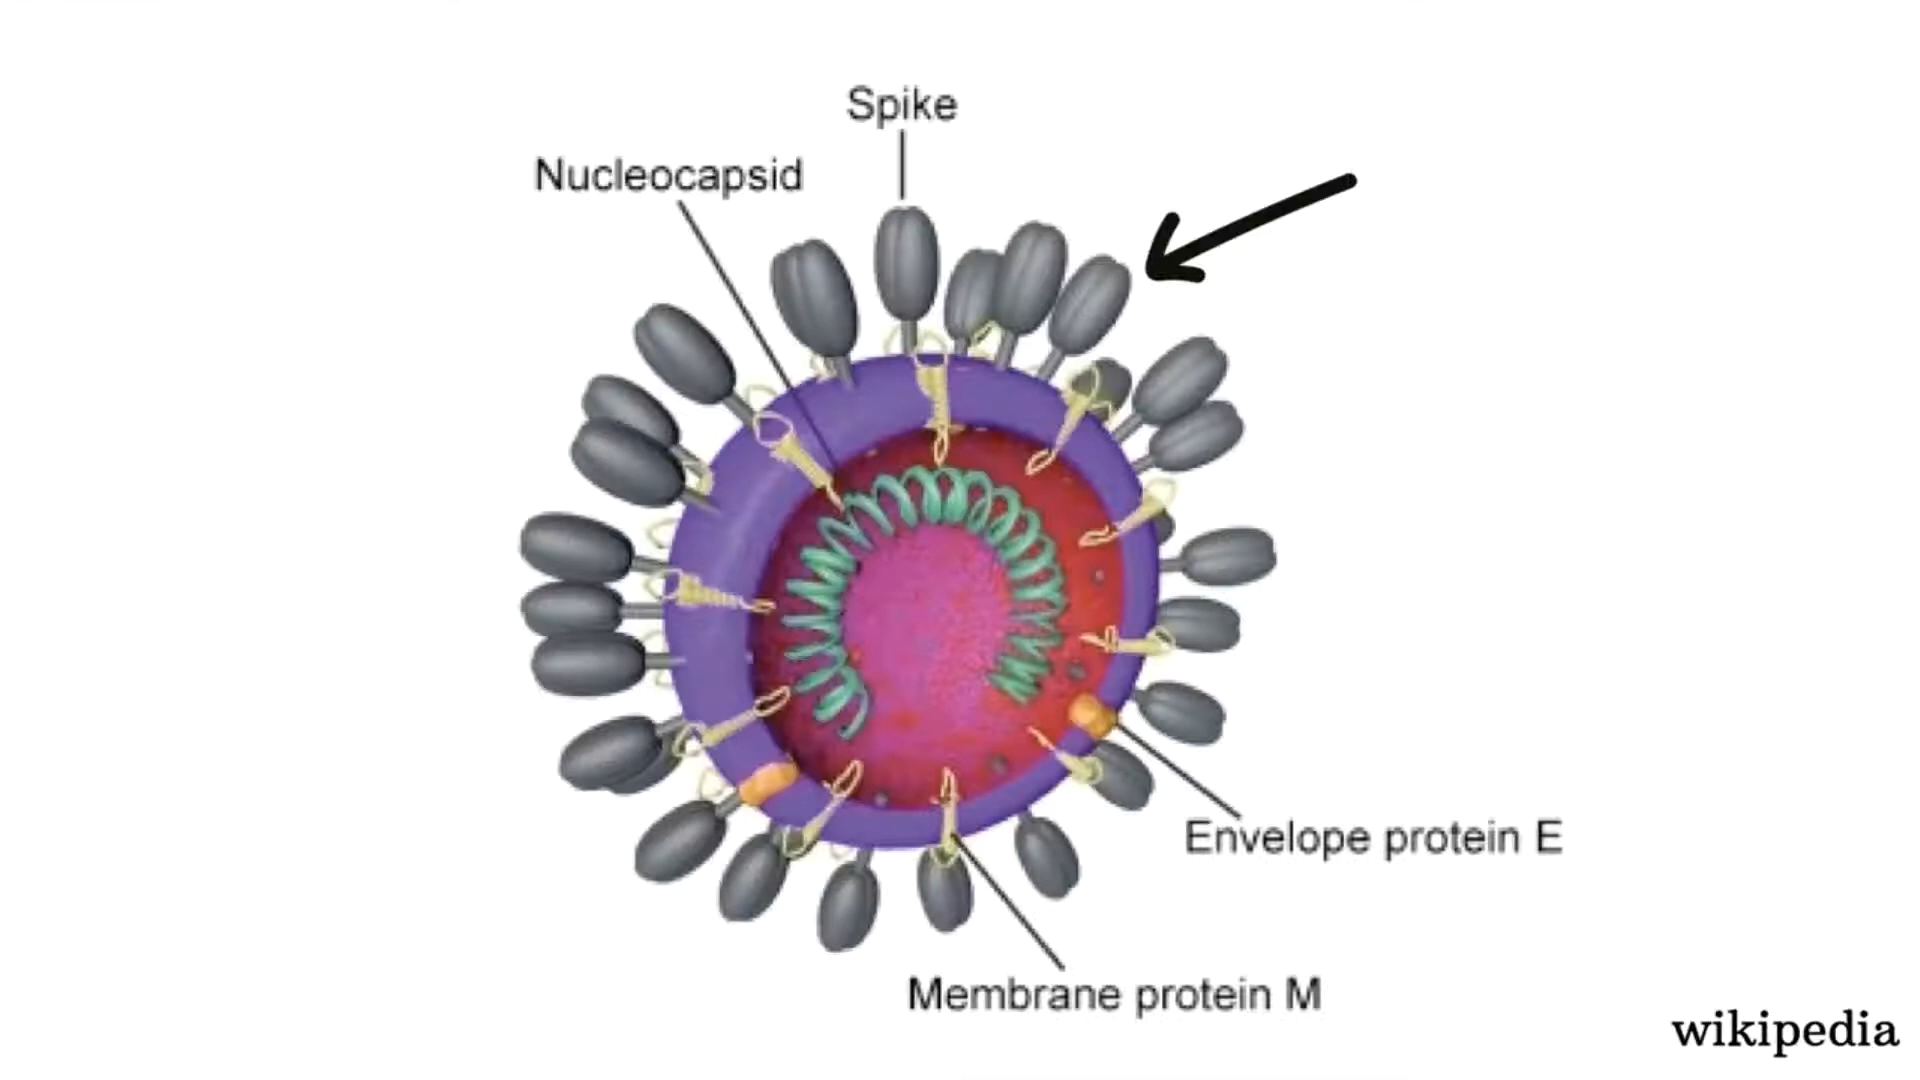 Spike
Nucleocapsid
Envelope protein E
Membrane protein M
wikipedia